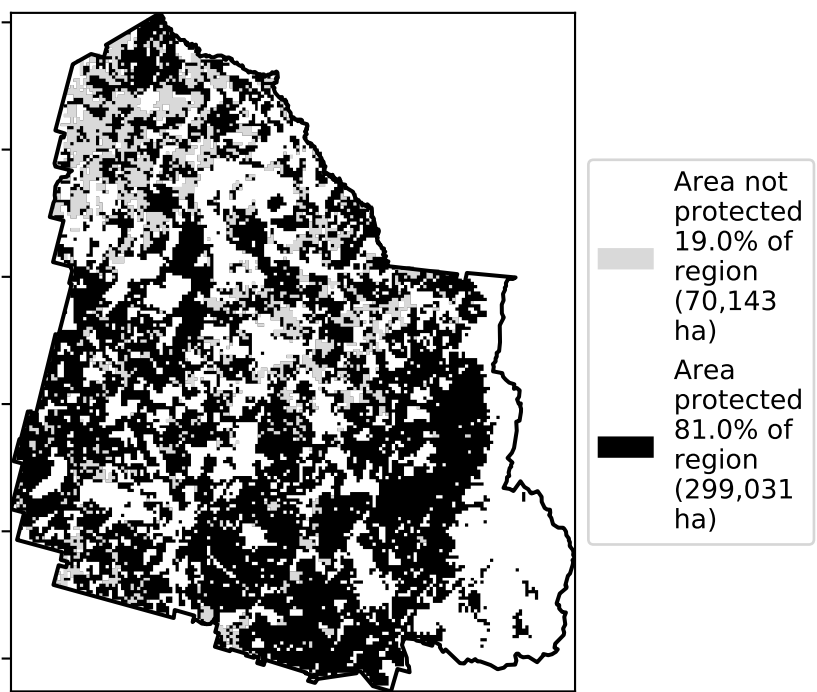 Area not
protected
19.0% of
region
(70,143
ha)
Area
protected
81.0% of
region
(299,031
ha)